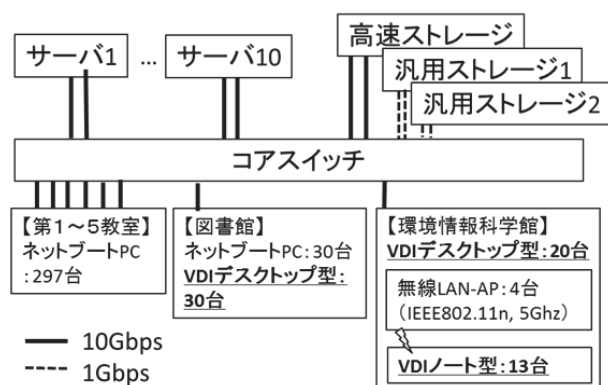 サーバ1
…
サーバ10
高速ストレージ
汎用ストレージ1
汎用ストレージ2
コアスイッチ
【第1~5教室】
ネットブートPC
:297台
【図書館】
ネットブートPC:30台
VDIデスクトップ型:
30台
【環境情報科学館】
VDIデスクトップ型:20台
無線LAN-AP:4台
(IEEE802.11n, 5Ghz)
VDIノート型:13台
10Gbps
1Gbps